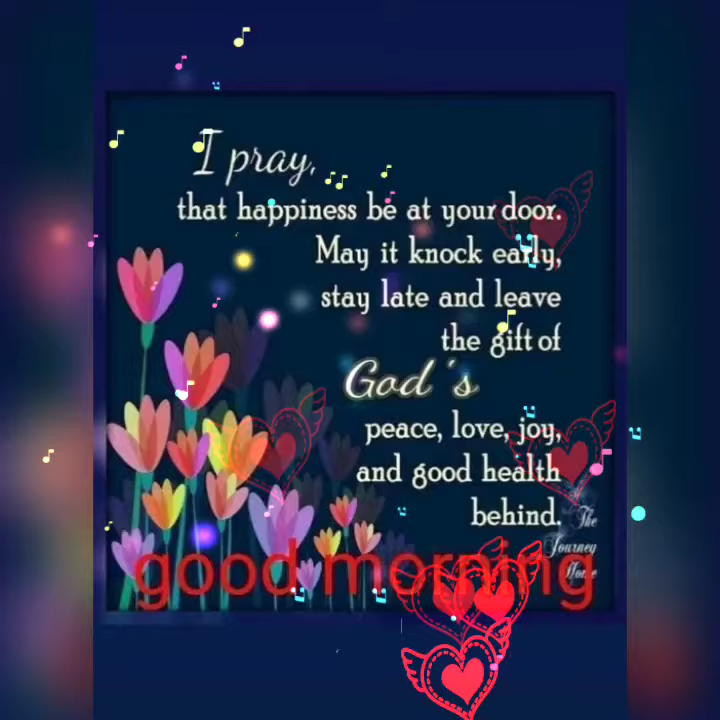 I pray,
that happiness be at your door.
May it knock early,
stay late and leave
the gift of
God's
peace, love, joy,
and good health
behind.
The
Journey
Home
good morning